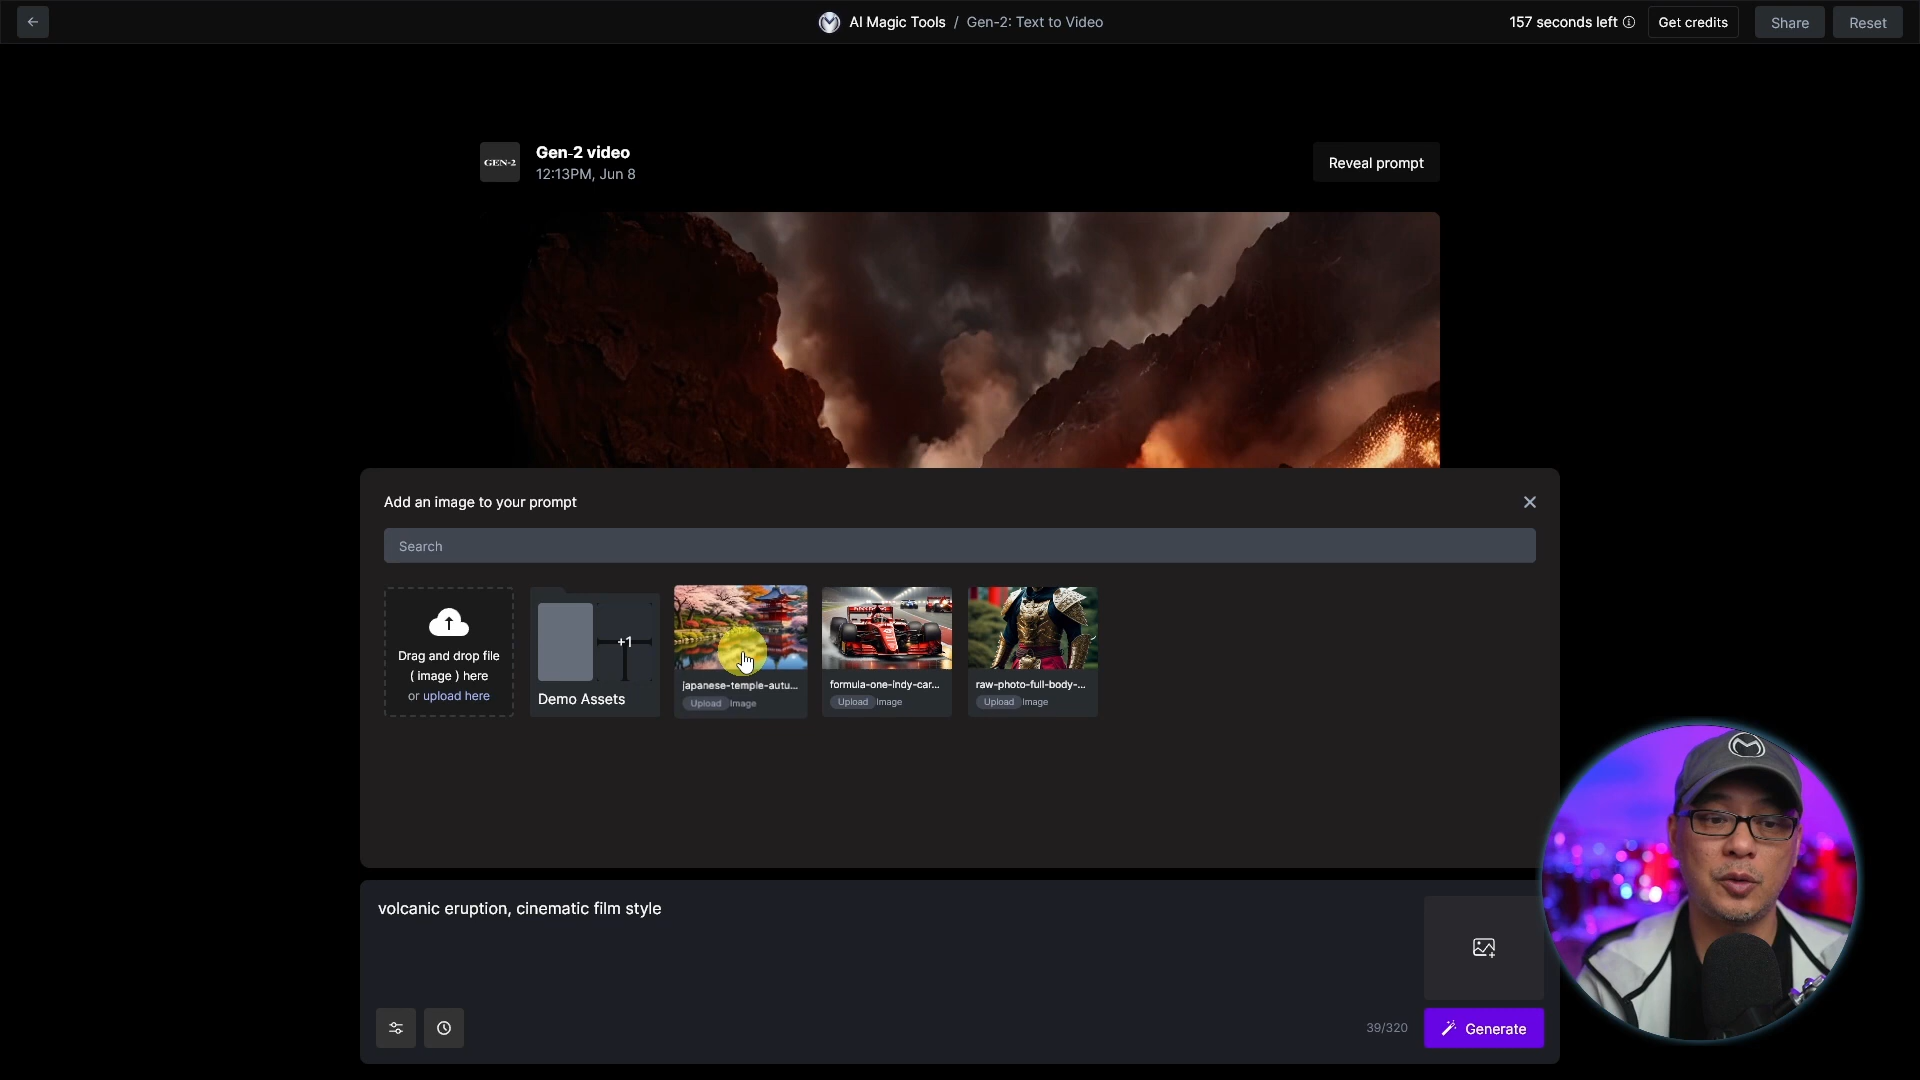 AI Magic Tools / Gen-2: Text to Video
157 seconds left
Get credits
Share
Reset
GEN-2
Gen-2 video
12:13PM, Jun 8
Reveal prompt
Add an image to your prompt
Search
Drag and drop file
( image ) here
or upload here
+1
Demo Assets
japanese-temple-autu...
Upload Image
formula-one-indy-car...
Upload Image
raw-photo-full-body-...
Upload Image
volcanic eruption, cinematic film style
39/320
Generate